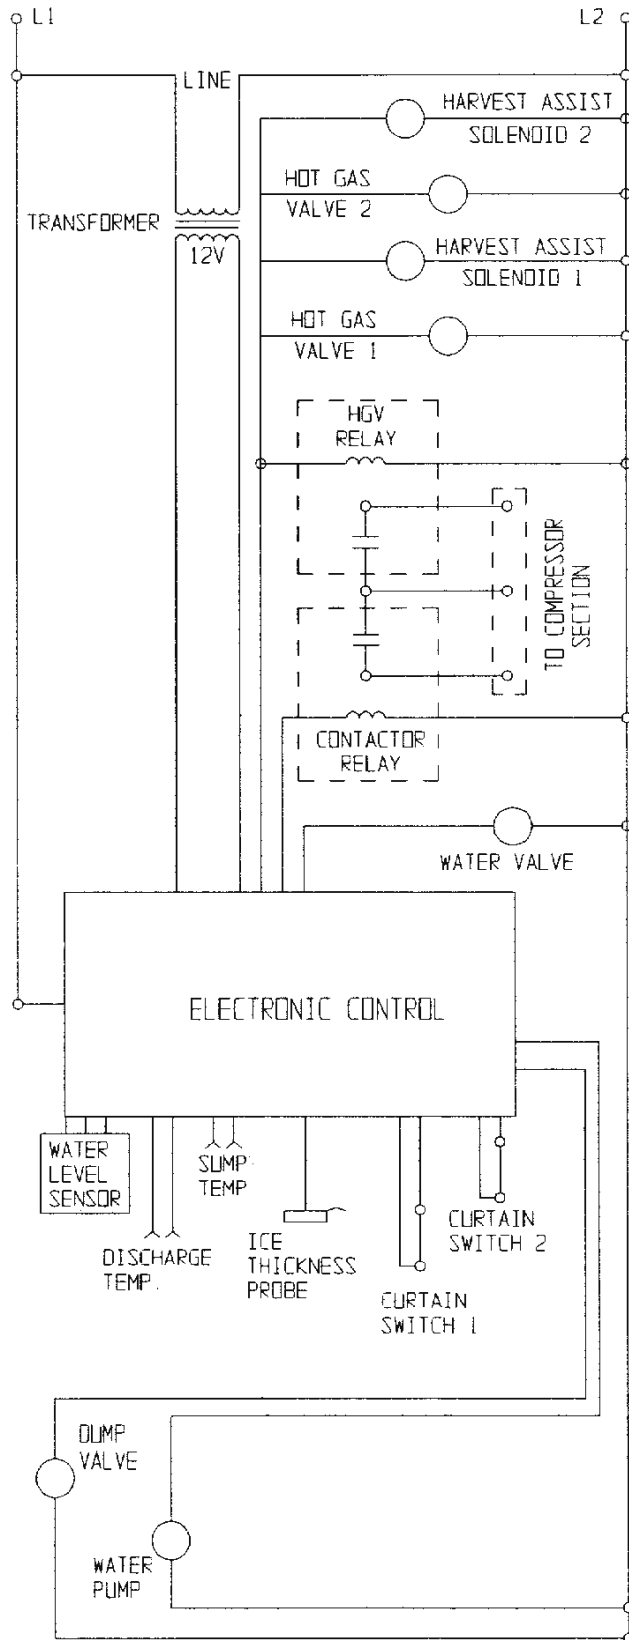 L1
L2
LINE
HARVEST ASSIST
SOLENOID 2
HOT GAS
VALVE 2
TRANSFORMER
12V
HARVEST ASSIST
SOLENOID 1
HOT GAS
VALVE 1
HGV
RELAY
TO COMPRESSOR
SECTION
CONTACTOR
RELAY
WATER VALVE
ELECTRONIC CONTROL
WATER
LEVEL
SENSOR
SUMP
TEMP
DISCHARGE
TEMP.
ICE
THICKNESS
PROBE
CURTAIN
SWITCH 2
CURTAIN
SWITCH 1
DUMP
VALVE
WATER
PUMP